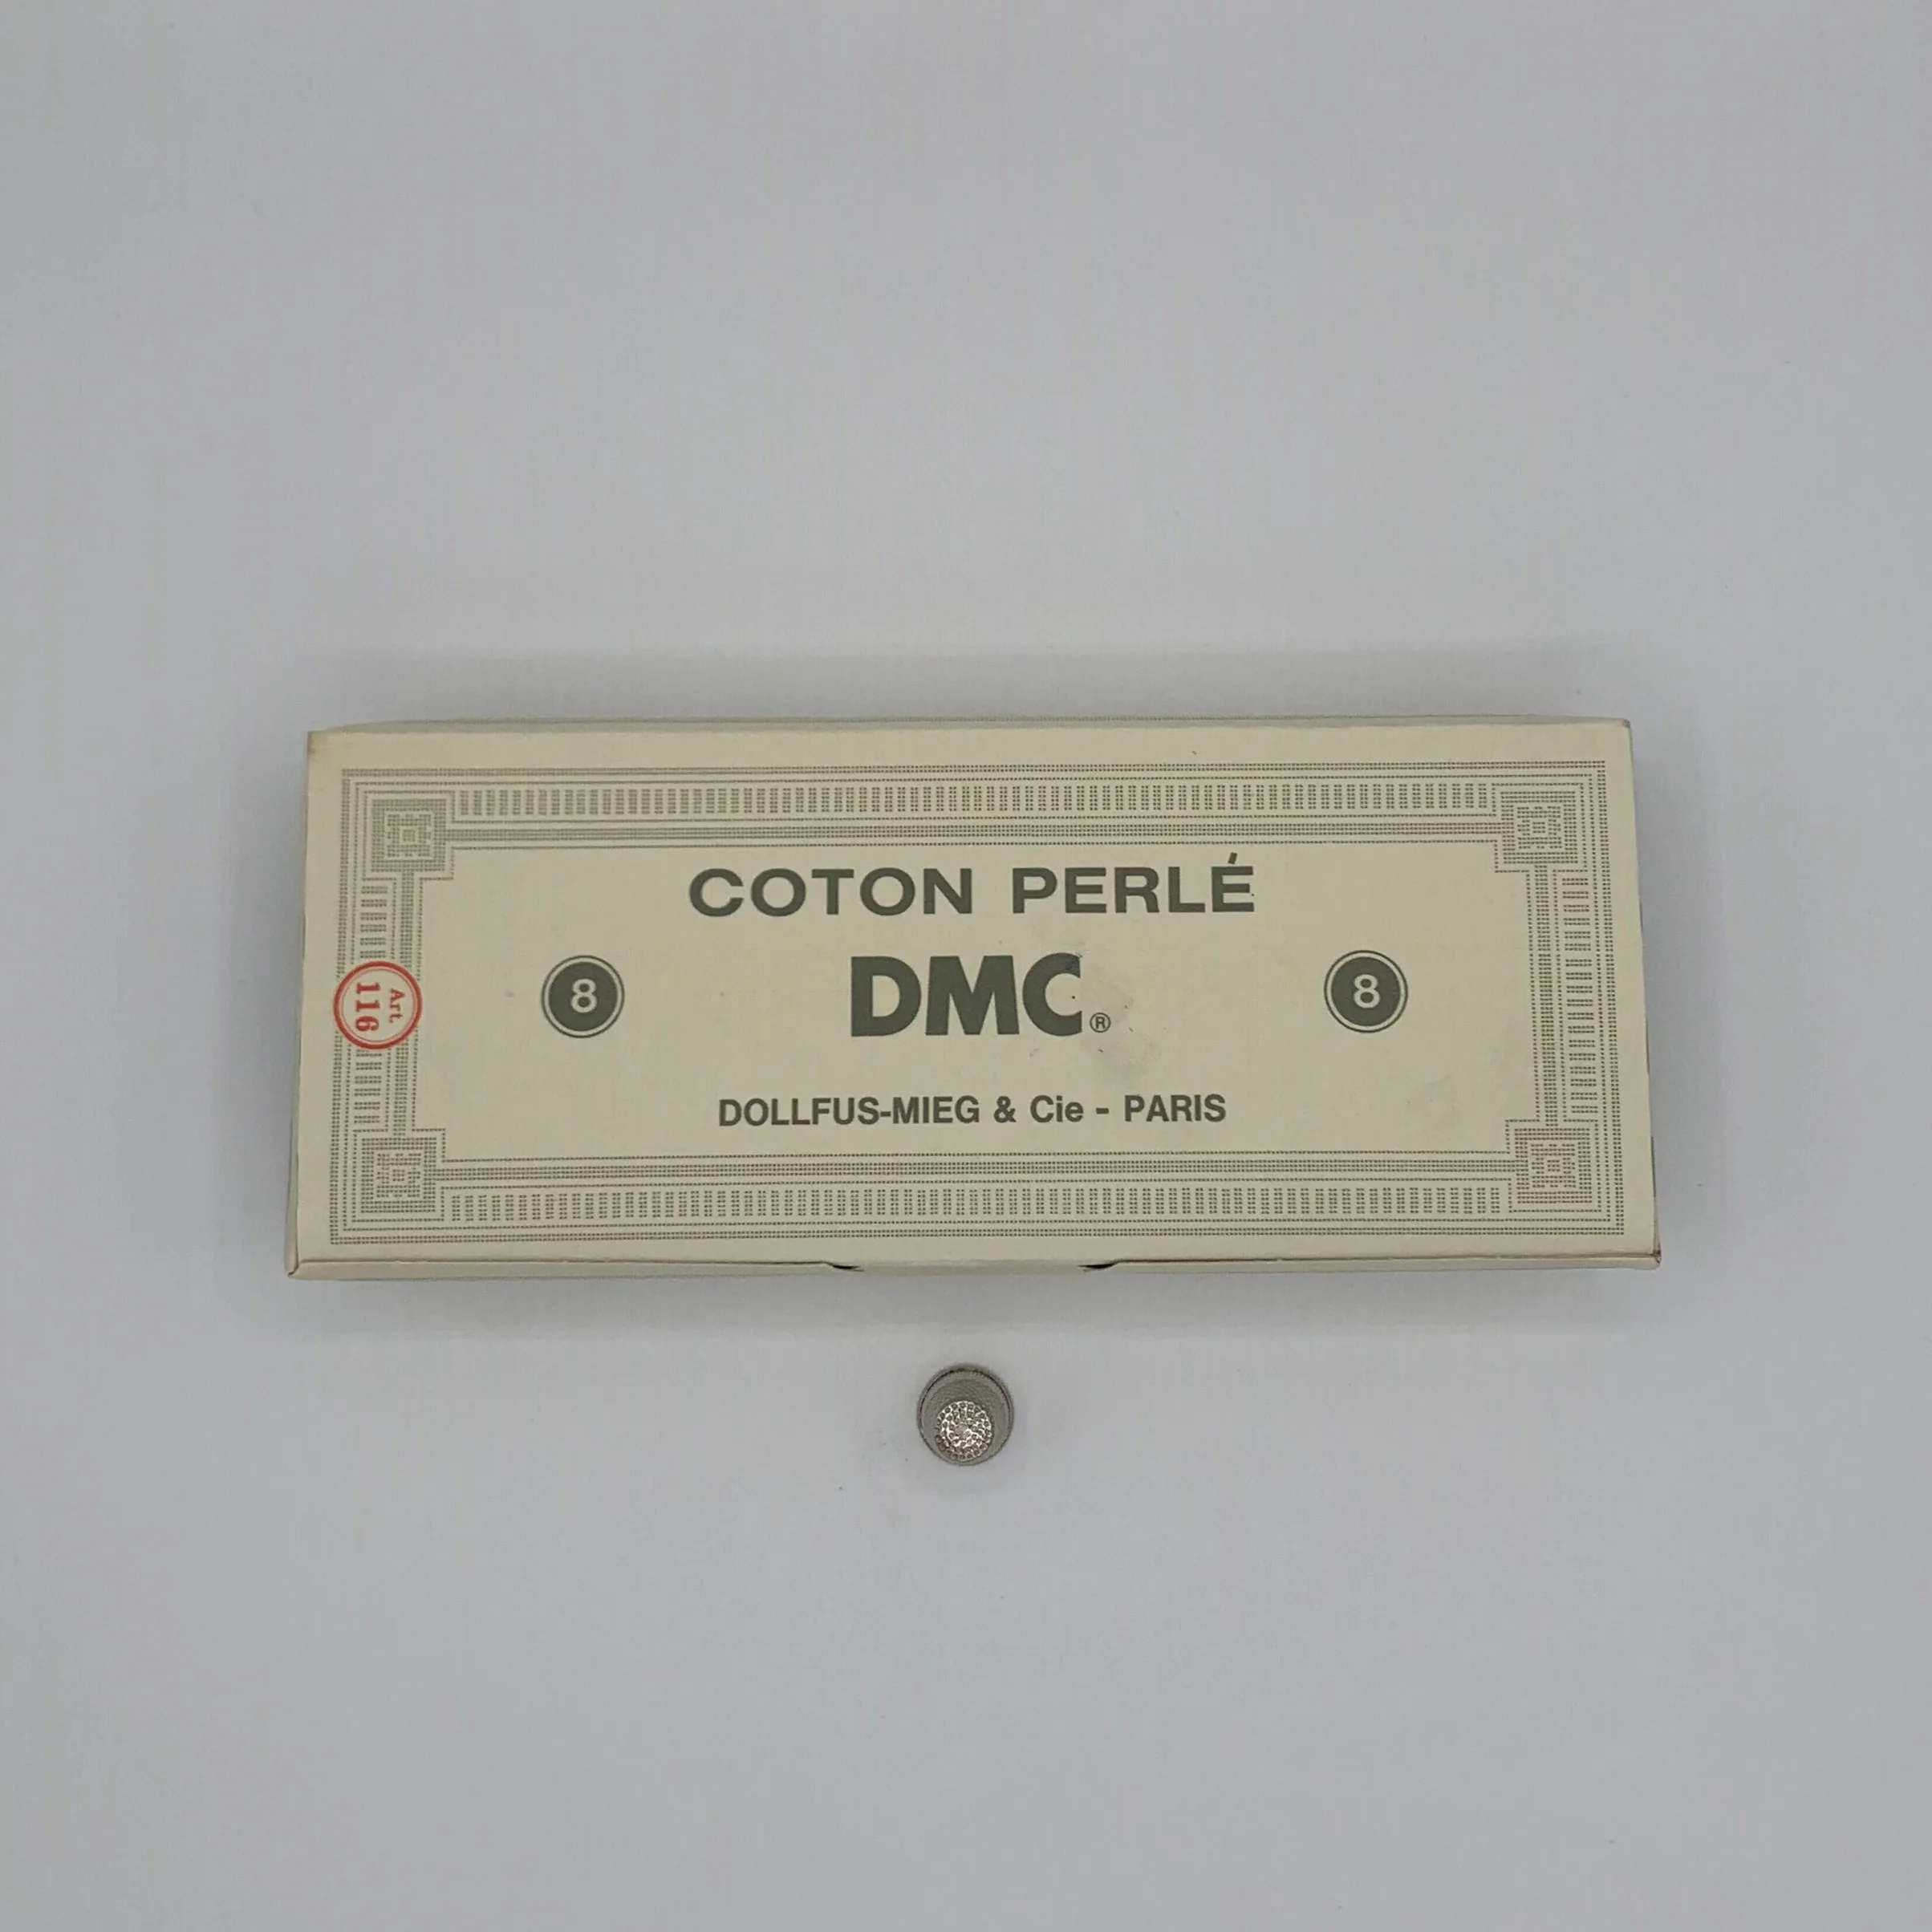 COTON PERLÉ
8 DMC® 8
Art.
116
DOLLFUS-MIEG & Cie - PARIS